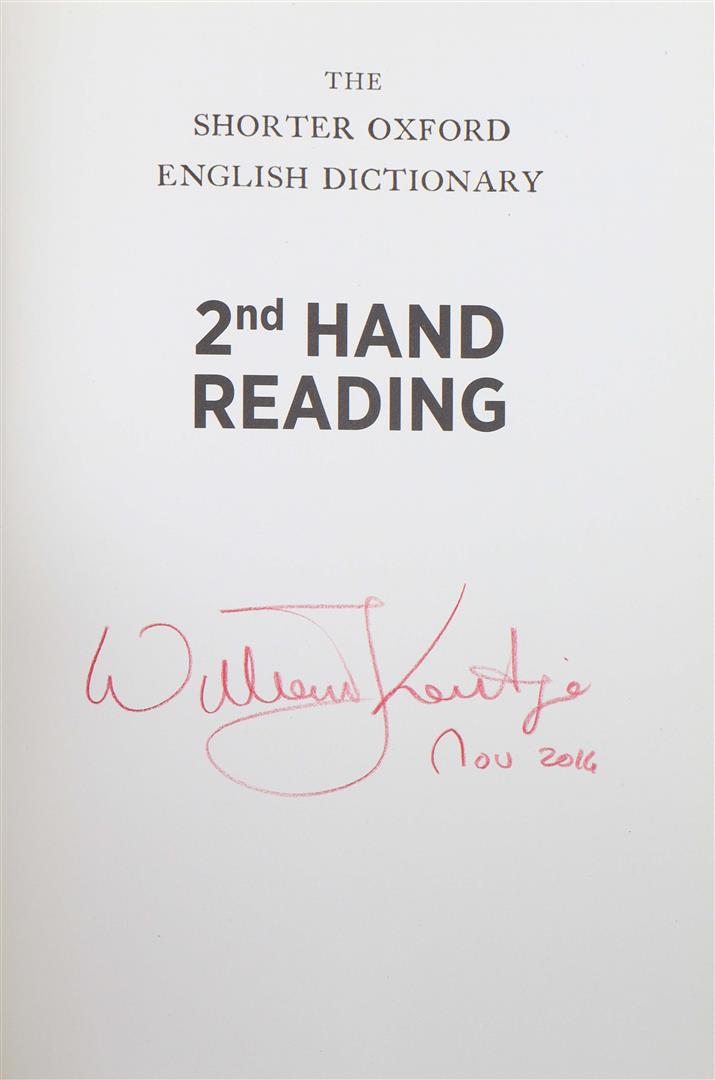 THE
SHORTER OXFORD
ENGLISH DICTIONARY
2nd HAND
READING
William Kentridge
Nov 2014